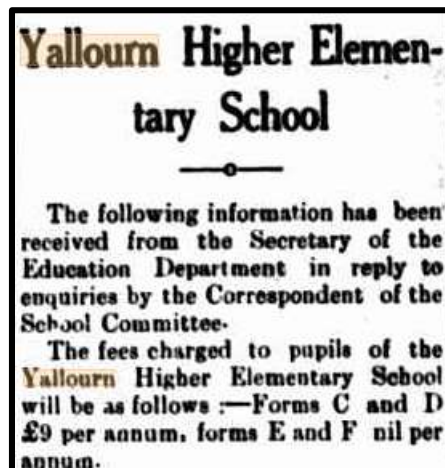 Yallourn Higher Elemen-
tary School
The following information has been
received from the Secretary of the
Education Department in reply to
enquiries by the Correspondent of the
School Committee.
The fees charged to pupils of the
Yallourn Higher Elementary School
will be as follows :—Forms C and D
£9 per annum, forms E and F nil per
annum.